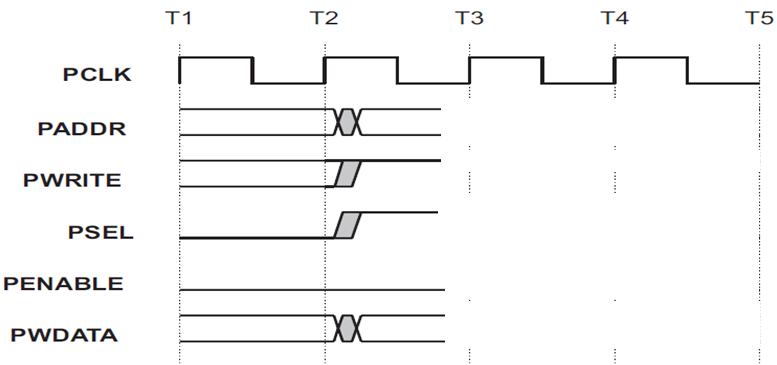 T1 T2 T3 T4 T5
PCLK
PADDR
PWRITE
PSEL
PENABLE
PWDATA